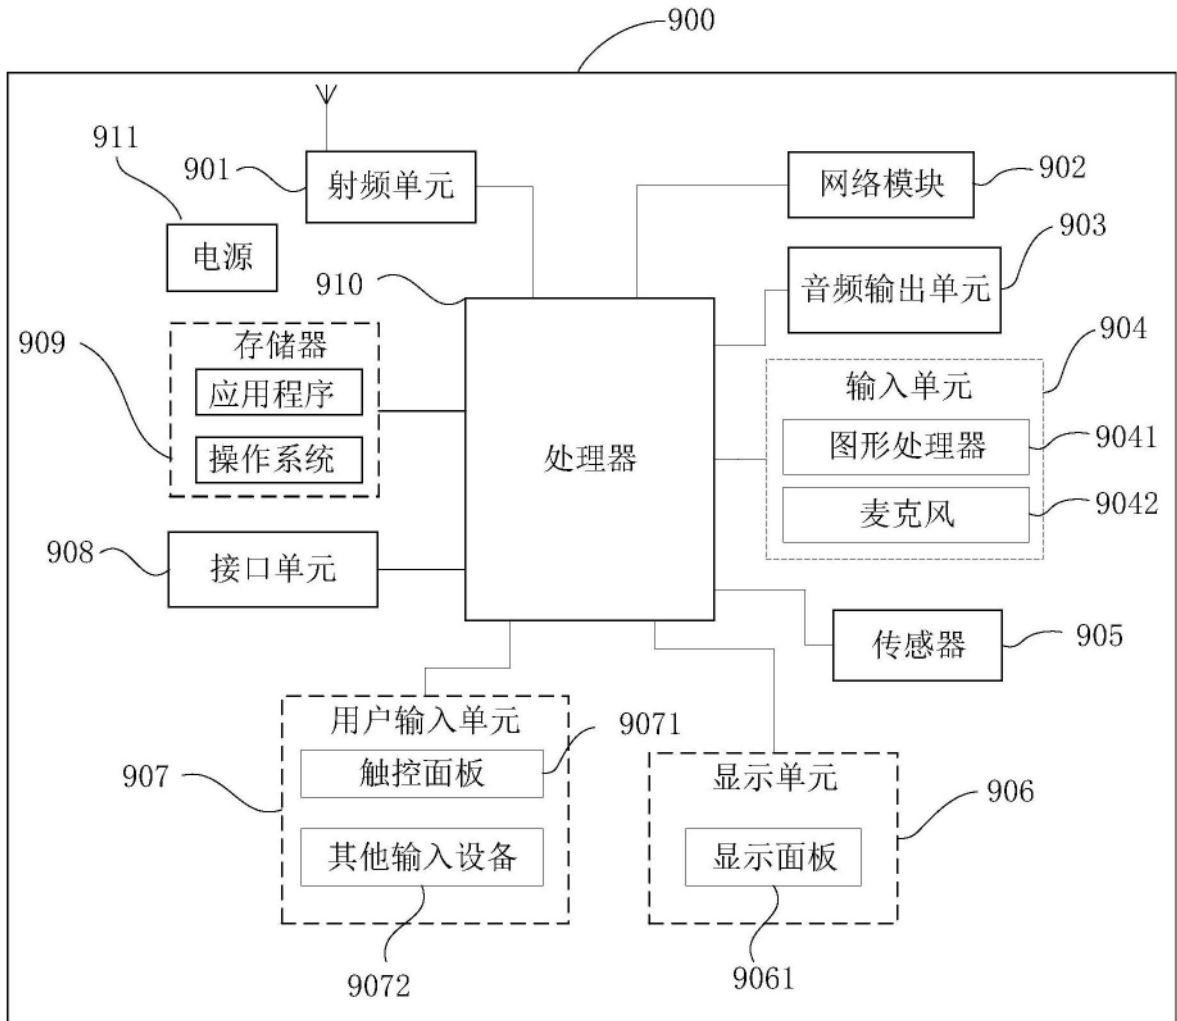 900
911
901
射频单元
网络模块
902
电源
903
音频输出单元
910
909
存储器
应用程序
操作系统
904
输入单元
图形处理器
9041
麦克风
9042
处理器
908
接口单元
传感器
905
用户输入单元
9071
触控面板
907
其他输入设备
9072
显示单元
906
显示面板
9061